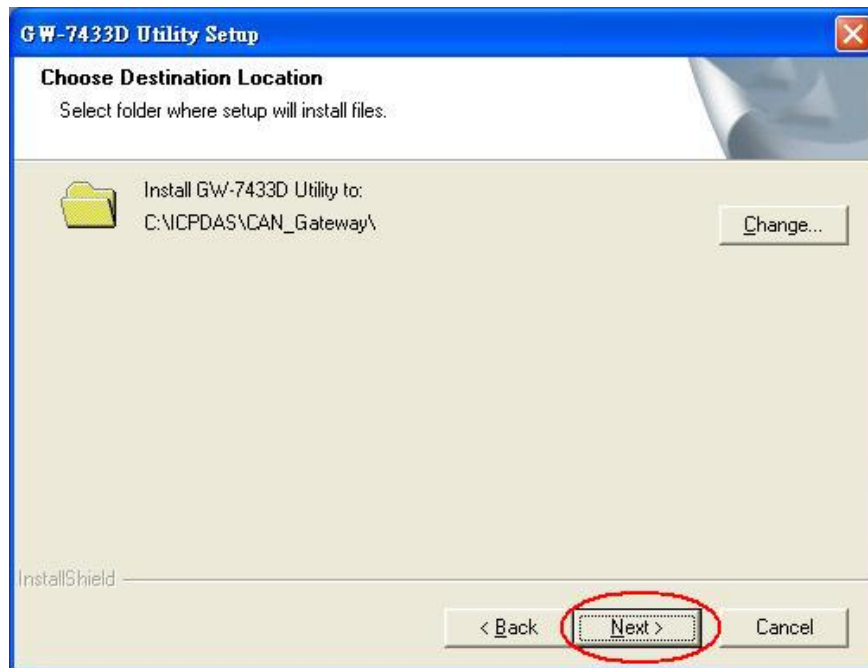 GW-7433D Utility Setup
Choose Destination Location
Select folder where setup will install files.
Install GW-7433D Utility to:
C:\ICPDAS\CAN_Gateway\
Change...
InstallShield
< Back
Next >
Cancel